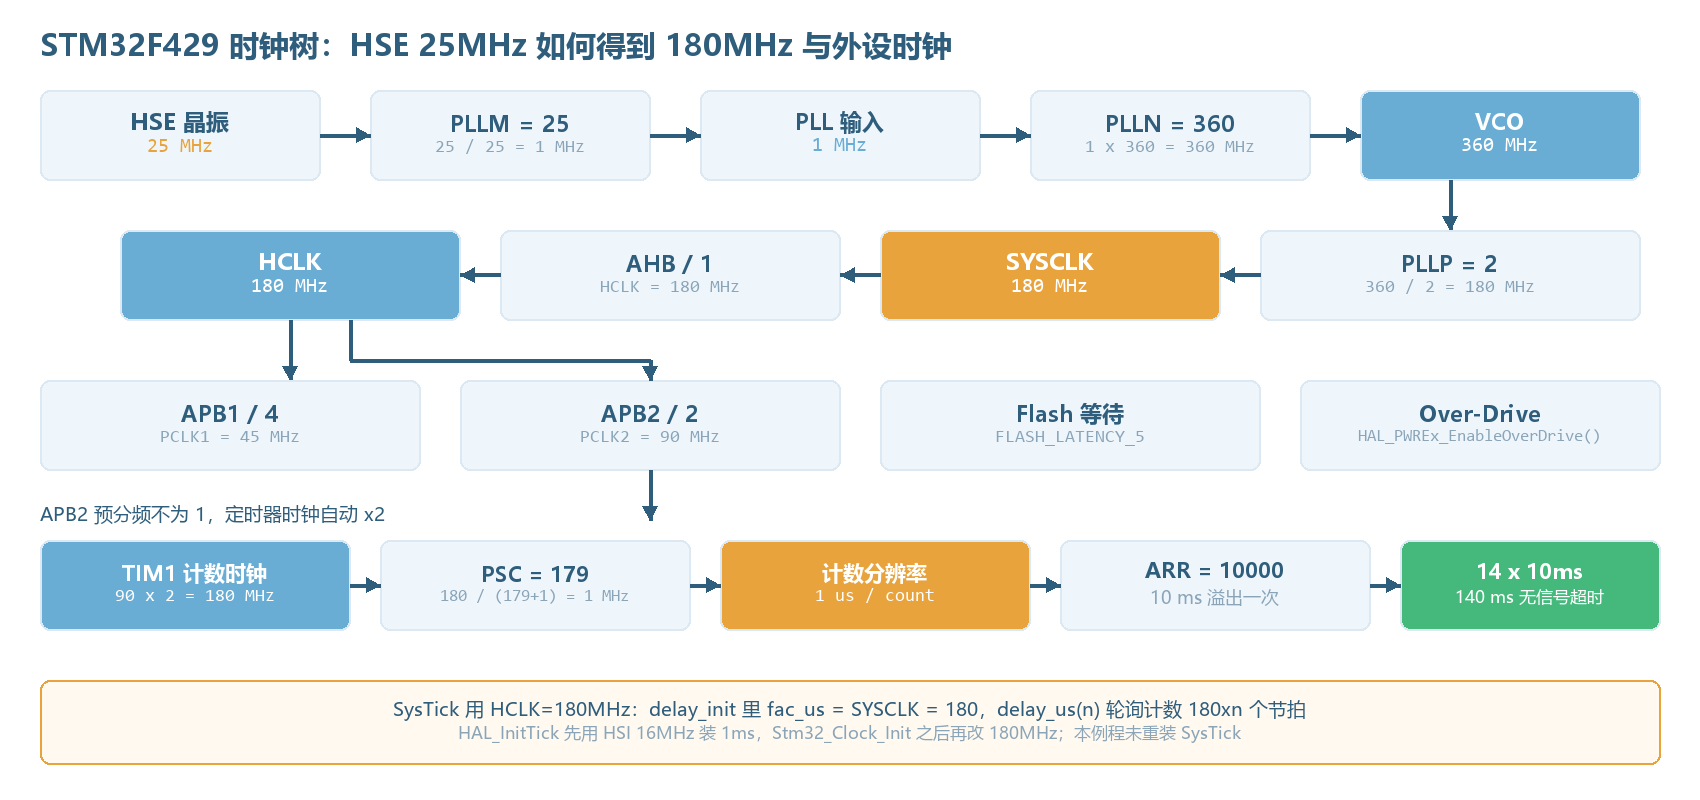 STM32F429 时钟树：HSE 25MHz 如何得到 180MHz 与外设时钟
HSE 晶振
25 MHz
PLLM = 25
25 / 25 = 1 MHz
PLL 输入
1 MHz
PLLN = 360
1 x 360 = 360 MHz
VCO
360 MHz
HCLK
180 MHz
AHB / 1
HCLK = 180 MHz
SYSCLK
180 MHz
PLLP = 2
360 / 2 = 180 MHz
APB1 / 4
PCLK1 = 45 MHz
APB2 / 2
PCLK2 = 90 MHz
Flash 等待
FLASH_LATENCY_5
Over-Drive
HAL_PWREx_EnableOverDrive()
APB2 预分频不为 1，定时器时钟自动 x2
TIM1 计数时钟
90 x 2 = 180 MHz
PSC = 179
180 / (179+1) = 1 MHz
计数分辨率
1 us / count
ARR = 10000
10 ms 溢出一次
14 x 10ms
140 ms 无信号超时
SysTick 用 HCLK=180MHz：delay_init 里 fac_us = SYSCLK = 180，delay_us(n) 轮询计数 180xn 个节拍
HAL_InitTick 先用 HSI 16MHz 装 1ms，Stm32_Clock_Init 之后再改 180MHz；本例程未重装 SysTick